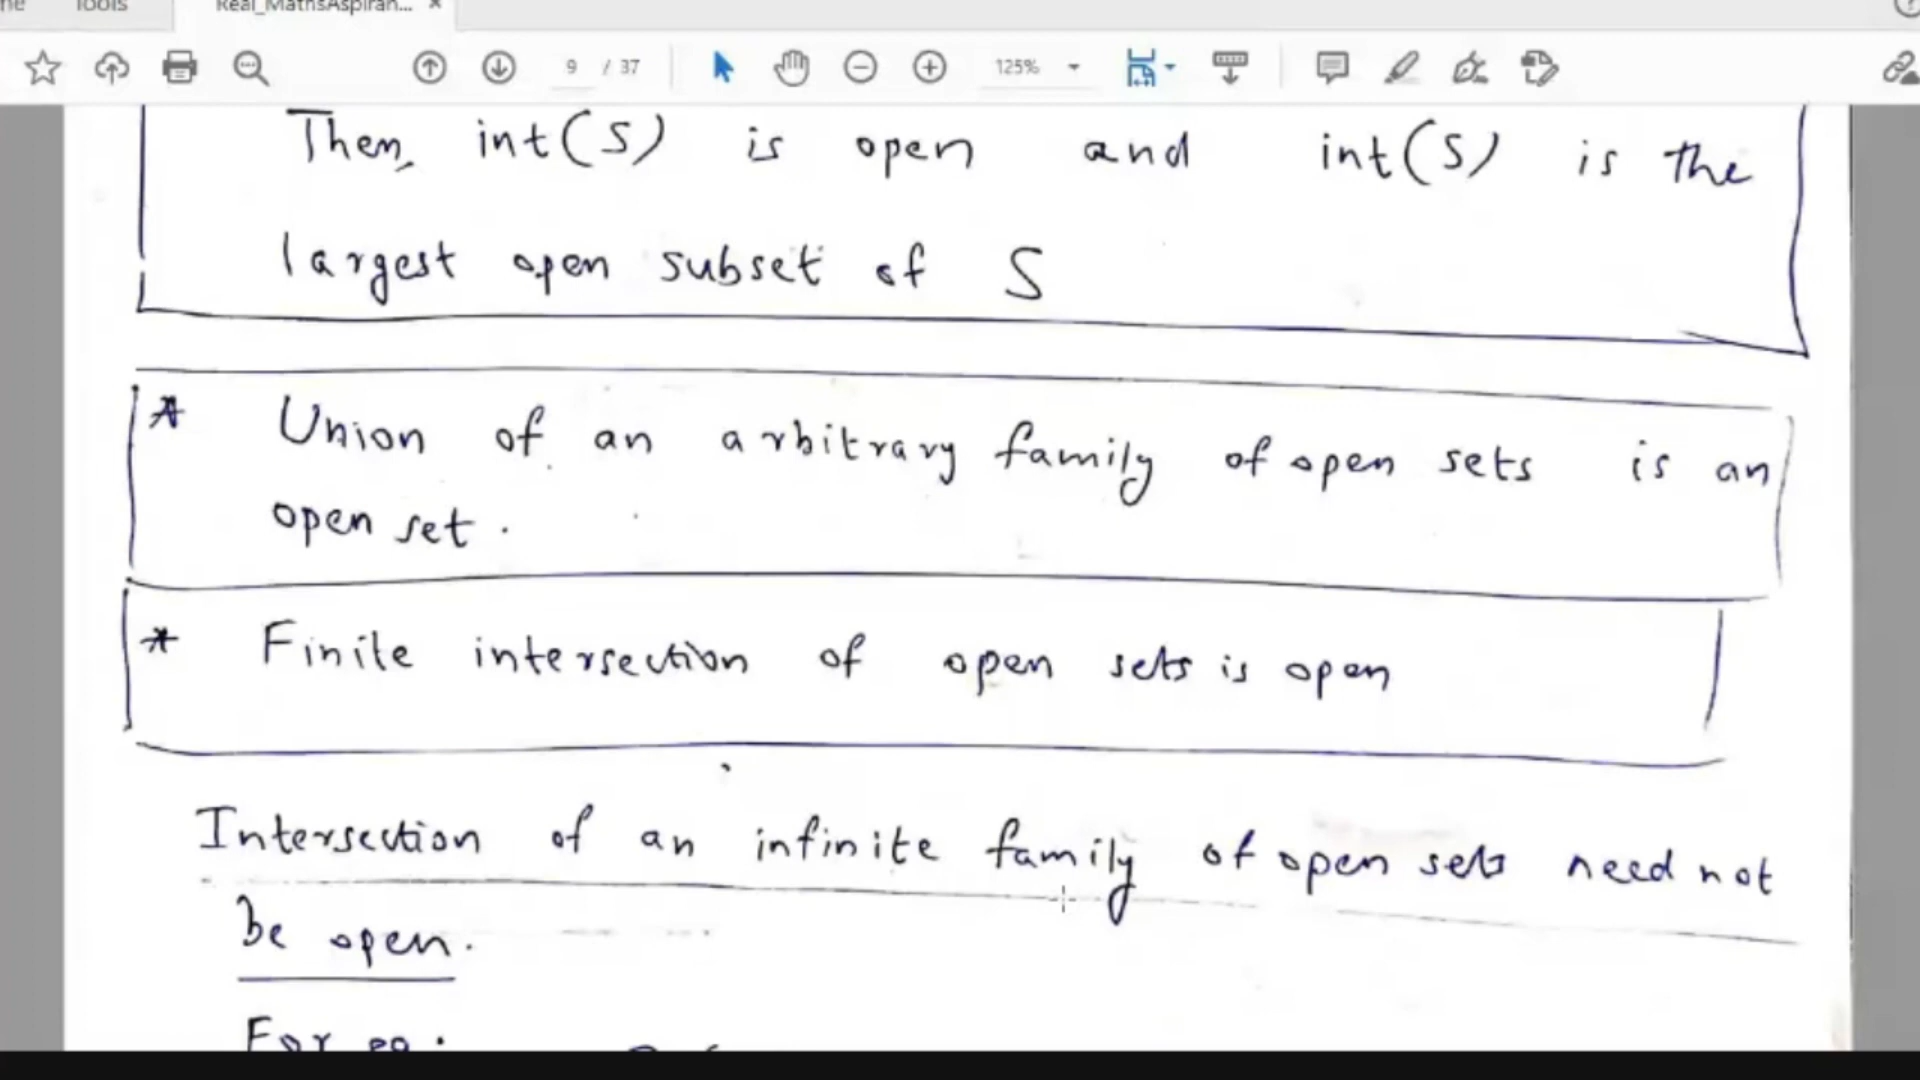 Tools
Real_MathsAspiran... ×
9 / 37
125%
Then, int(S) is open and int(S) is the
largest open subset of S
* Union of an arbitrary family of open sets is an
open set.
* Finite intersection of open sets is open
Intersection of an infinite family of open sets need not
be open.
For eg: